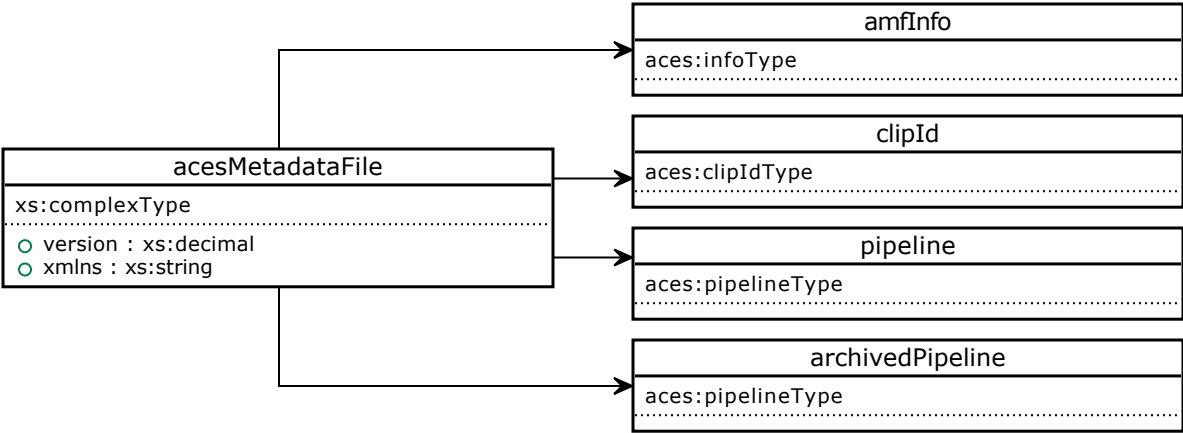 amfInfo
aces:infoType
clipId
aces:clipIdType
acesMetadataFile
xs:complexType
version : xs:decimal
xmlns : xs:string
pipeline
aces:pipelineType
archivedPipeline
aces:pipelineType